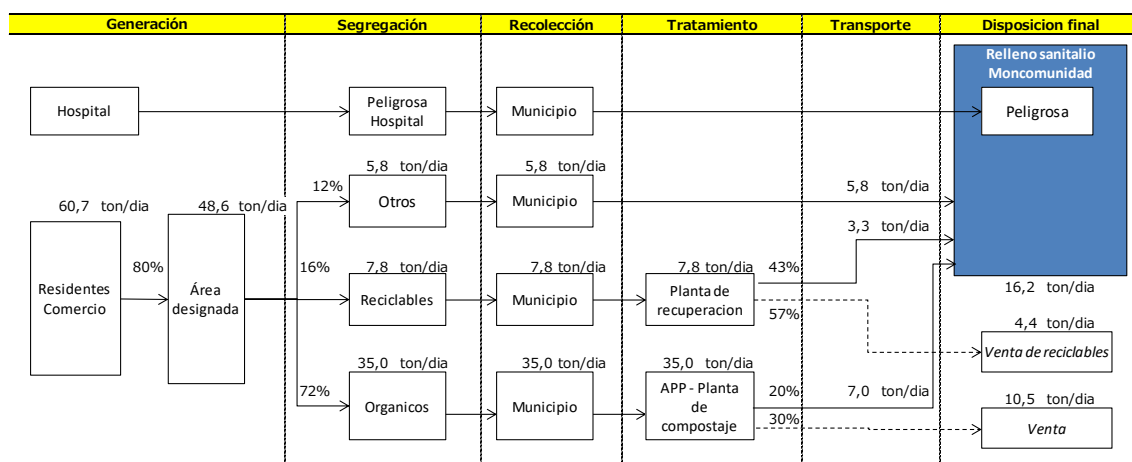 Generación Segregación Recolección Tratamiento Transporte Disposicion final
Relleno sanitalio
Moncomunidad
Hospital
Peligrosa
Hospital
Municipio
Peligrosa
5,8 ton/dia
5,8 ton/dia
12%
Otros
Municipio
5,8 ton/dia
60,7 ton/dia
48,6 ton/dia
3,3 ton/dia
80%
16%
7,8 ton/dia
7,8 ton/dia
7,8 ton/dia
43%
Residentes
Comercio
Área
designada
Reciclables
Municipio
Planta de
recuperacion
57%
16,2 ton/dia
4,4 ton/dia
Venta de reciclables
35,0 ton/dia
35,0 ton/dia
35,0 ton/dia
72%
Organicos
Municipio
APP - Planta
de
compostaje
20%
30%
7,0 ton/dia
10,5 ton/dia
Venta